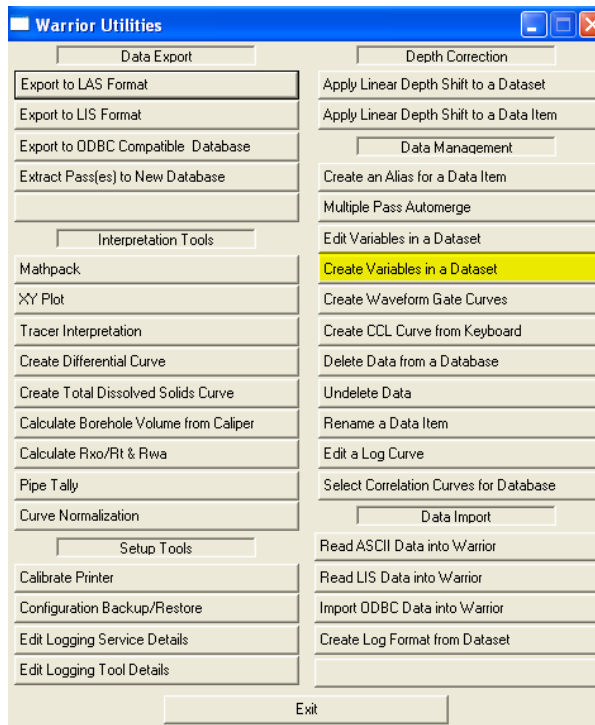 Warrior Utilities
Data Export
Export to LAS Format
Export to LIS Format
Export to ODBC Compatible Database
Extract Pass(es) to New Database
Interpretation Tools
Mathpack
XY Plot
Tracer Interpretation
Create Differential Curve
Create Total Dissolved Solids Curve
Calculate Borehole Volume from Caliper
Calculate Rxo/Rt & Rwa
Pipe Tally
Curve Normalization
Setup Tools
Calibrate Printer
Configuration Backup/Restore
Edit Logging Service Details
Edit Logging Tool Details
Depth Correction
Apply Linear Depth Shift to a Dataset
Apply Linear Depth Shift to a Data Item
Data Management
Create an Alias for a Data Item
Multiple Pass Automerge
Edit Variables in a Dataset
Create Variables in a Dataset
Create Waveform Gate Curves
Create CCL Curve from Keyboard
Delete Data from a Database
Undelete Data
Rename a Data Item
Edit a Log Curve
Select Correlation Curves for Database
Data Import
Read ASCII Data into Warrior
Read LIS Data into Warrior
Import ODBC Data into Warrior
Create Log Format from Dataset
Exit